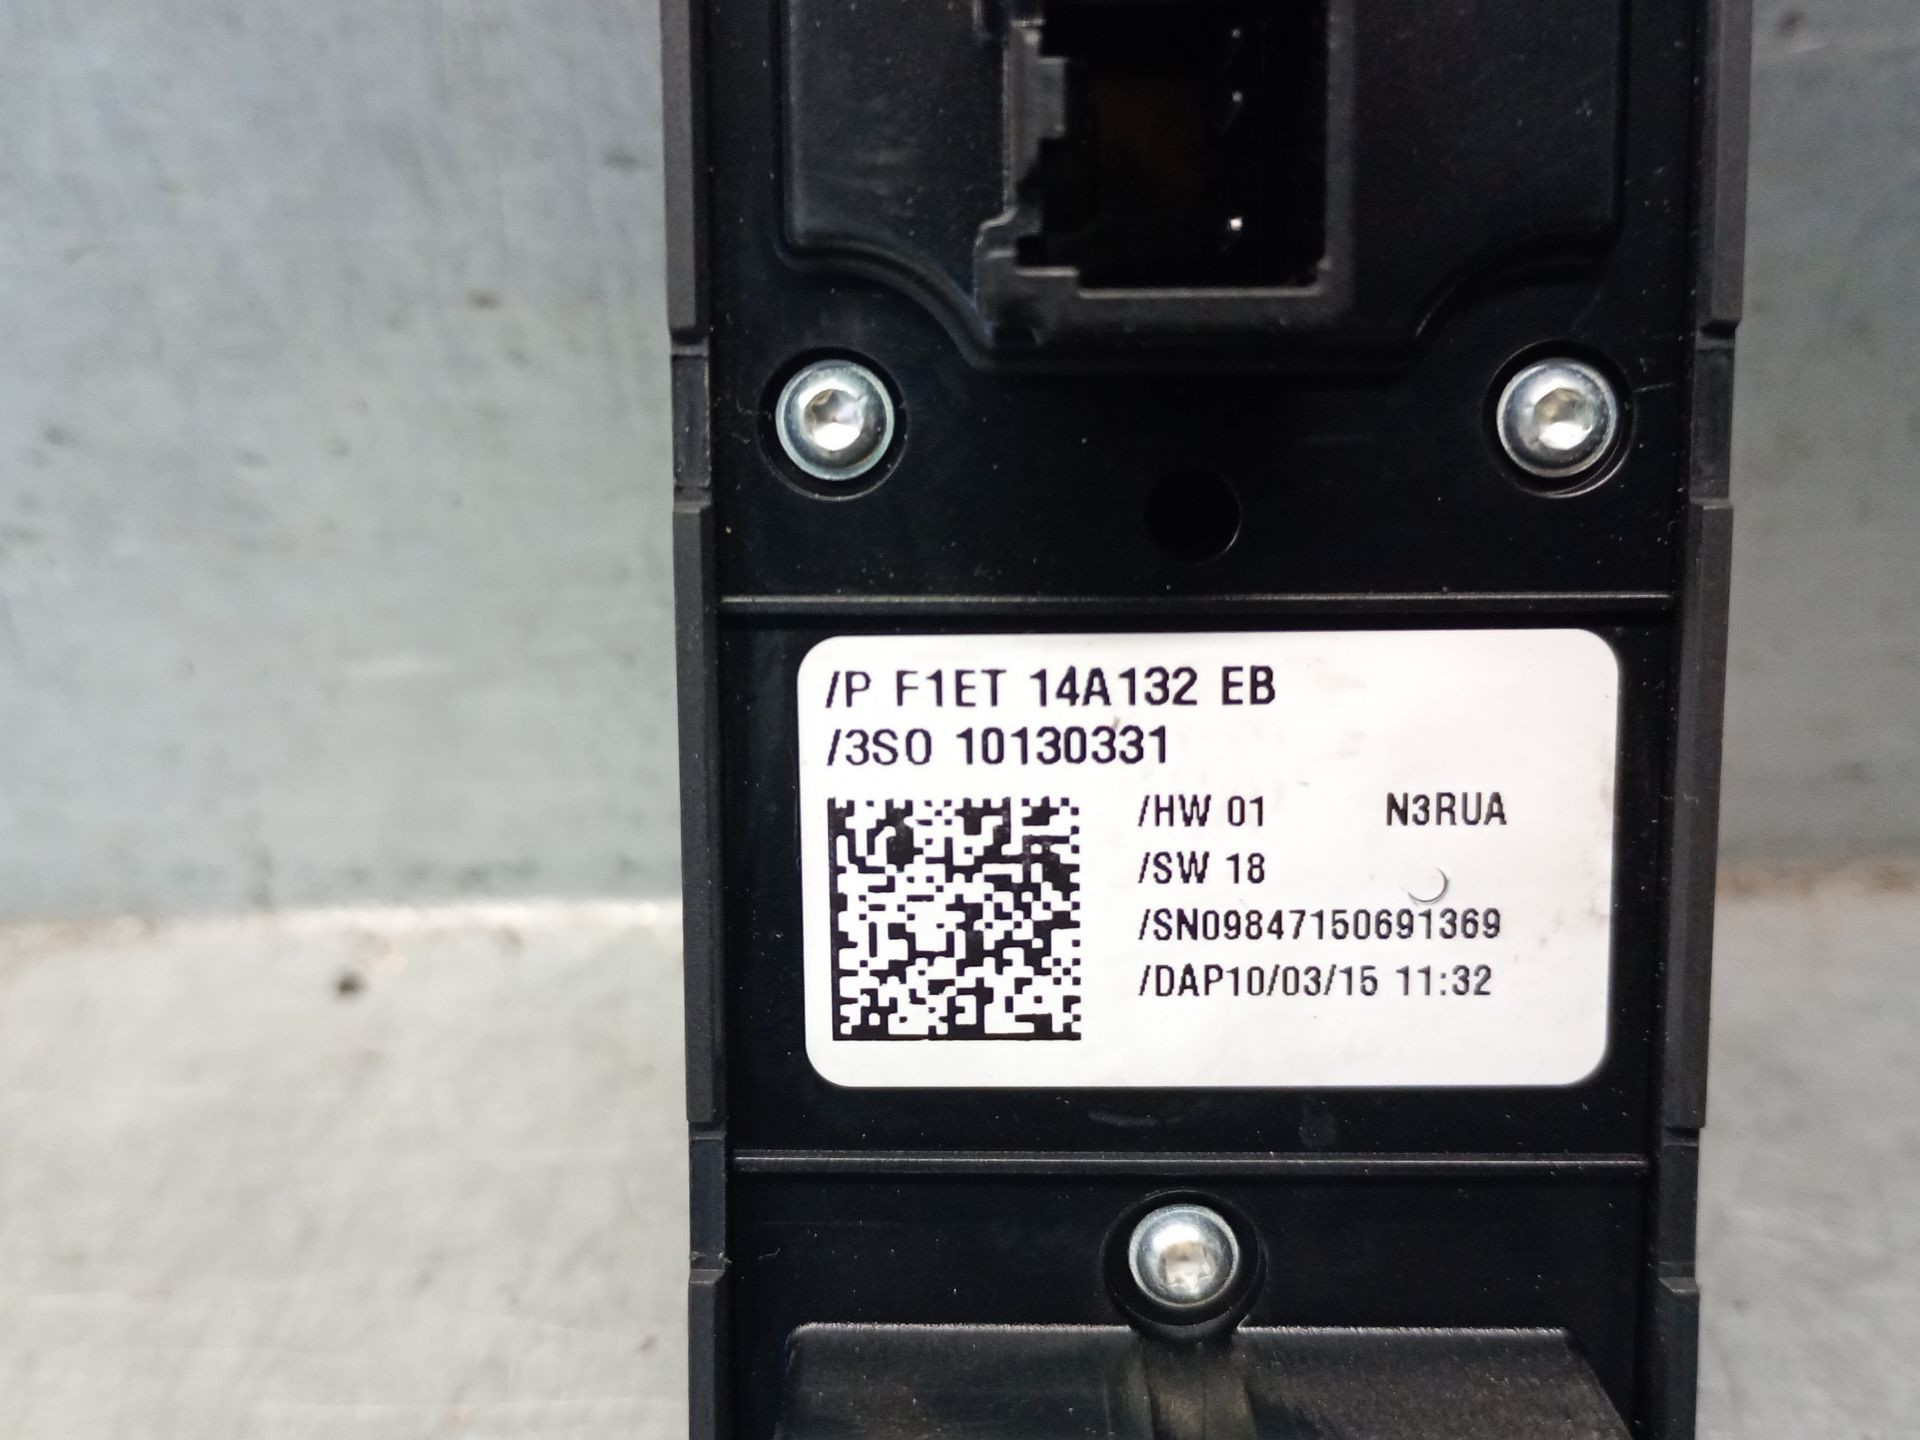 /P F1ET 14A132 EB
/3S0 10130331
/HW 01 N3RUA
/SW 18
/SN09847150691369
/DAP10/03/15 11:32